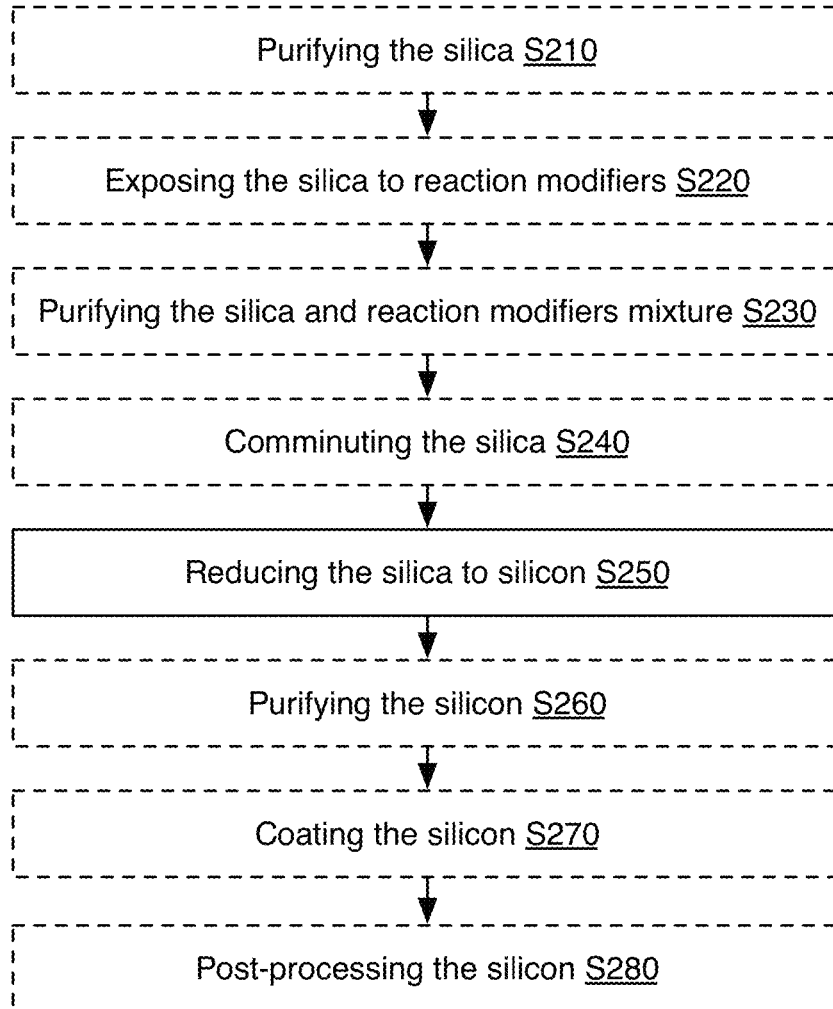 Purifying the silica S210
Exposing the silica to reaction modifiers S220
Purifying the silica and reaction modifiers mixture S230
Comminuting the silica S240
Reducing the silica to silicon S250
Purifying the silicon S260
Coating the silicon S270
Post-processing the silicon S280